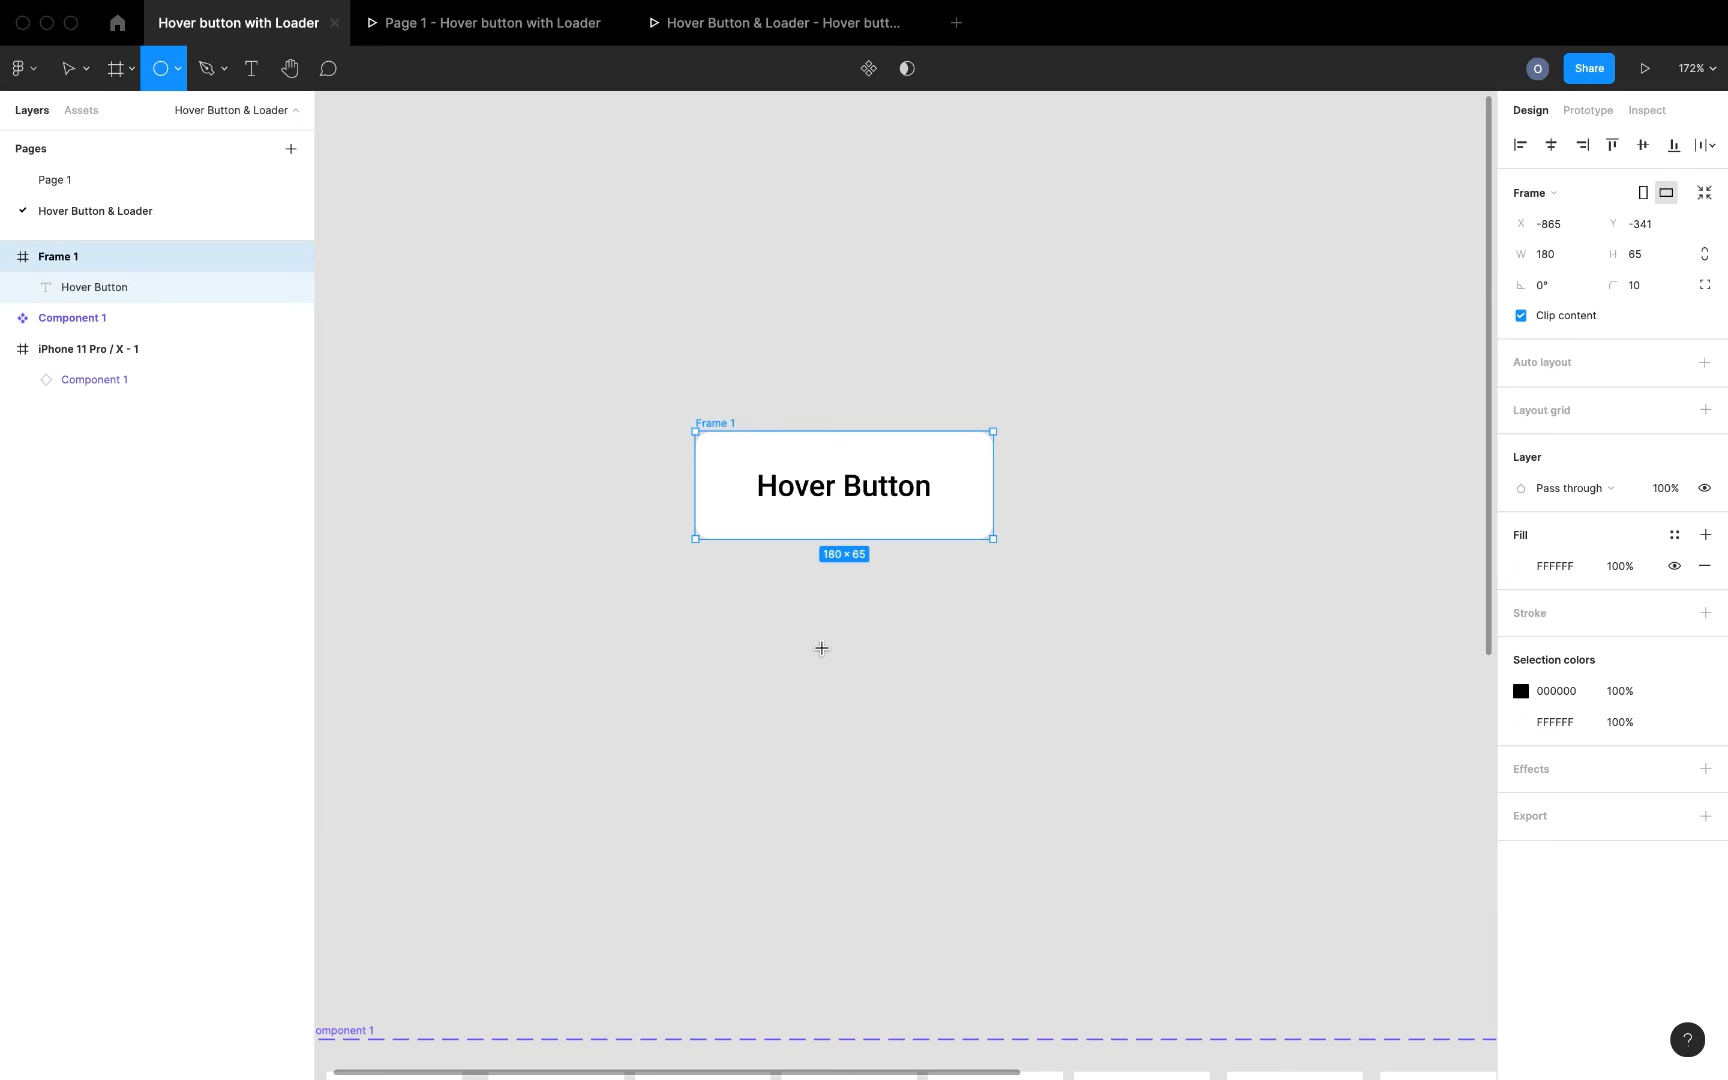 Hover button with Loader
Page 1 - Hover button with Loader
Hover Button & Loader - Hover butt...
O
Share
172%
Layers
Assets
Hover Button & Loader
Pages
Page 1
Hover Button & Loader
Frame 1
Hover Button
Component 1
iPhone 11 Pro / X - 1
Component 1
Frame 1
Hover Button
180 × 65
omponent 1
Design
Prototype
Inspect
Frame
X -865
Y -341
W 180
H 65
0°
10
Clip content
Auto layout
Layout grid
Layer
Pass through
100%
Fill
FFFFFF
100%
Stroke
Selection colors
000000
100%
FFFFFF
100%
Effects
Export
?